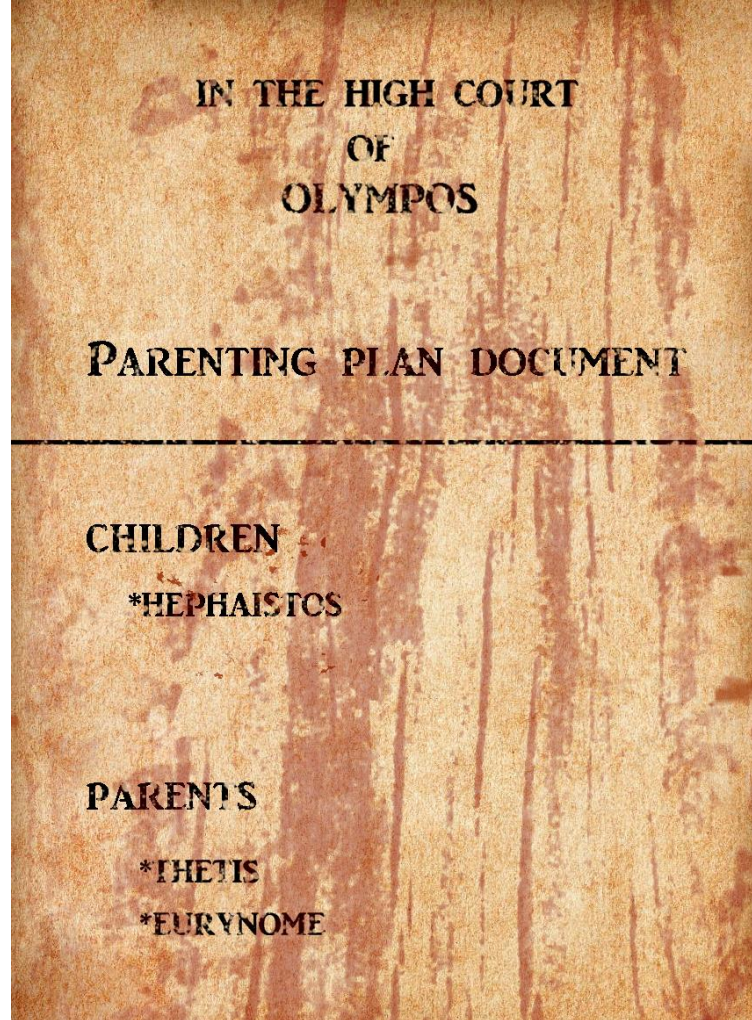 IN THE HIGH COURT
OF
OLYMPOS
PARENTING PLAN DOCUMENT
CHILDREN
*HEPHAISTOS
PARENTS
*THETIS
*EURYNOME